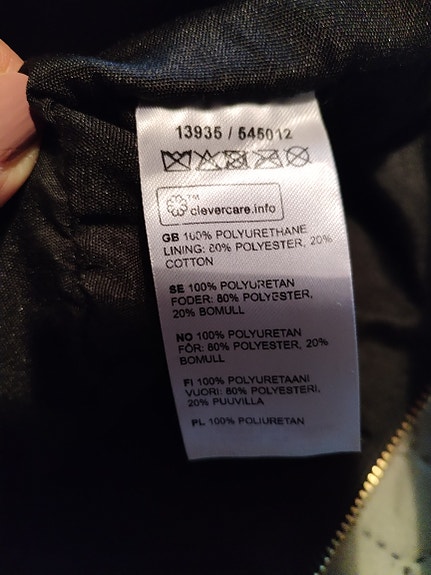 13935 / 545012
™
clevercare.info
GB 100% POLYURETHANE
LINING: 80% POLYESTER, 20%
COTTON
SE 100% POLYURETAN
FODER: 80% POLYESTER,
20% BOMULL
NO 100% POLYURETAN
FÔR: 80% POLYESTER, 20%
BOMULL
FI 100% POLYURETAANI
VUORI: 80% POLYESTERI,
20% PUUVILLA
PL 100% POLIURETAN